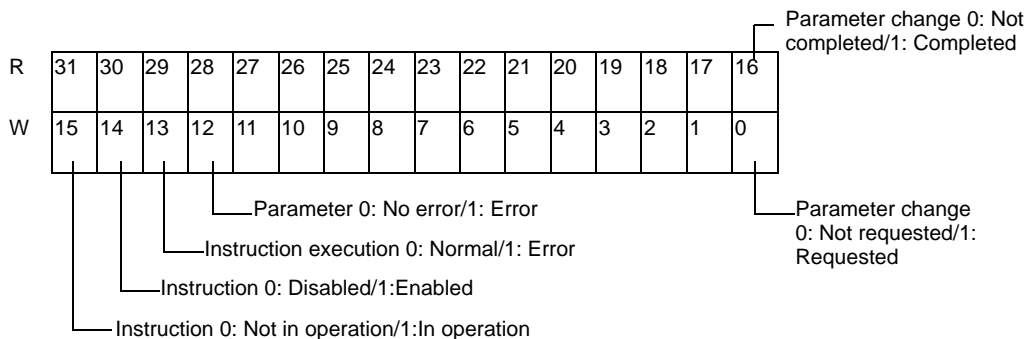 Parameter change 0: Not
completed/1: Completed
R 31 30 29 28 27 26 25 24 23 22 21 20 19 18 17 16
W 15 14 13 12 11 10 9 8 7 6 5 4 3 2 1 0
Parameter 0: No error/1: Error
Parameter change
0: Not requested/1:
Requested
Instruction execution 0: Normal/1: Error
Instruction 0: Disabled/1:Enabled
Instruction 0: Not in operation/1:In operation